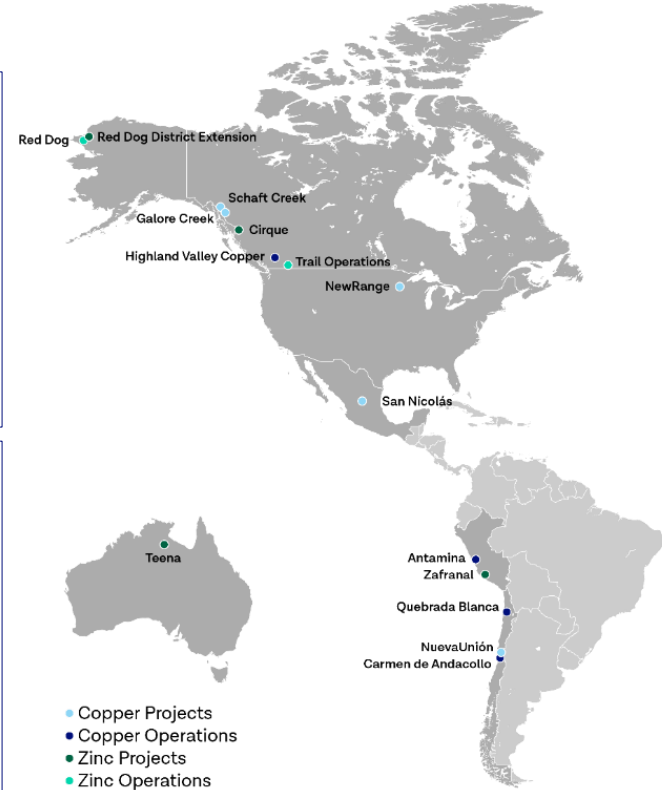 Red Dog
Red Dog District Extension
Schaft Creek
Galore Creek
Cirque
Highland Valley Copper
Trail Operations
NewRange
San Nicolás
Teena
Antamina
Zafranal
Quebrada Blanca
NuevaUnión
Carmen de Andacollo
Copper Projects
Copper Operations
Zinc Projects
Zinc Operations